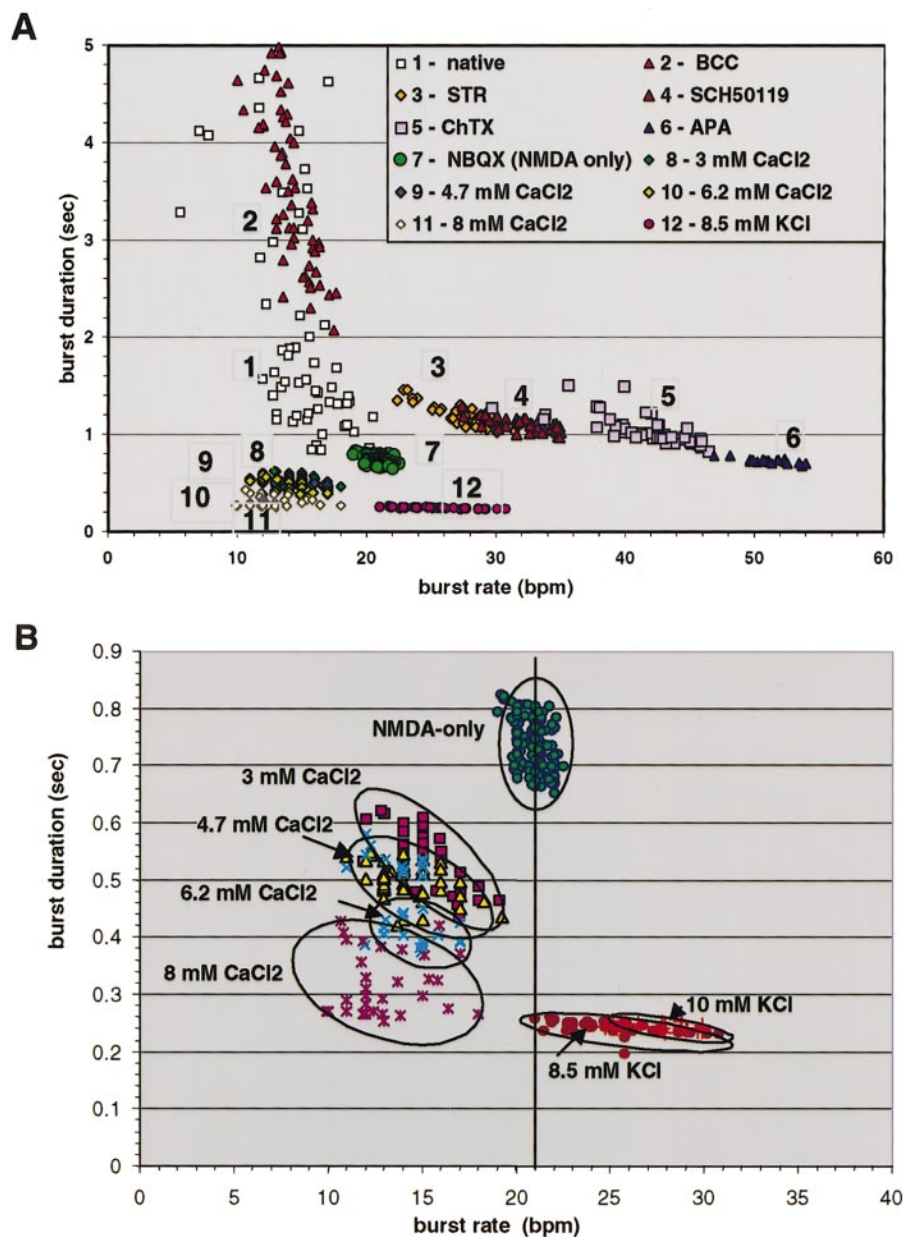 A
5
4
3
2
1
0
0 10 20 30 40 50 60
burst duration (sec)
burst rate (bpm)
1 - native
2 - BCC
3 - STR
4 - SCH50119
5 - ChTX
6 - APA
7 - NBQX (NMDA only)
8 - 3 mM CaCl2
9 - 4.7 mM CaCl2
10 - 6.2 mM CaCl2
11 - 8 mM CaCl2
12 - 8.5 mM KCl
2
1
3
4
5
6
9
8
7
10
12
11
B
0.9
0.8
0.7
0.6
0.5
0.4
0.3
0.2
0.1
0
0 5 10 15 20 25 30 35 40
burst duration (sec)
burst rate (bpm)
NMDA-only
3 mM CaCl2
4.7 mM CaCl2
6.2 mM CaCl2
8 mM CaCl2
10 mM KCl
8.5 mM KCl